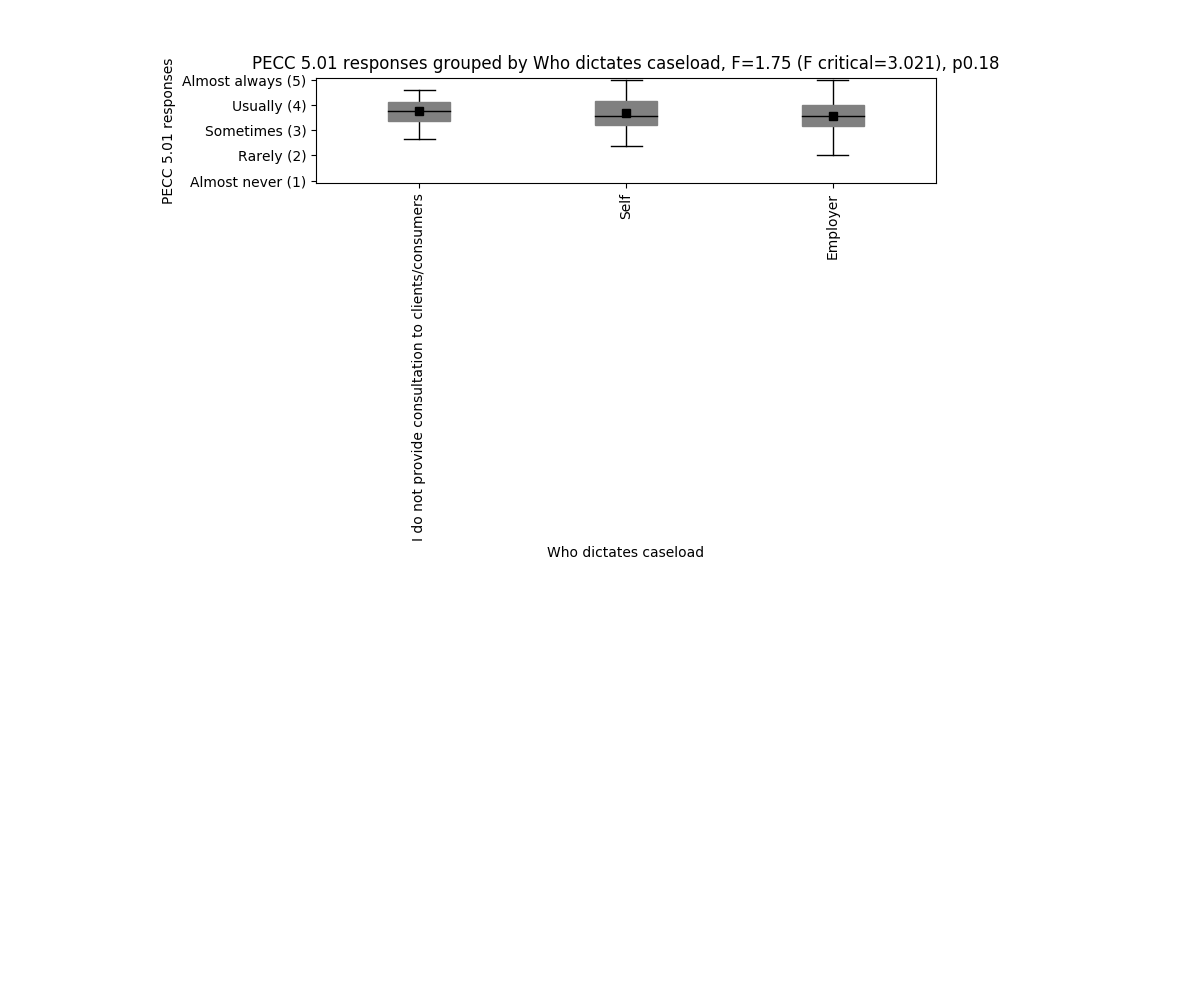 PECC 5.01 responses grouped by Who dictates caseload, F=1.75 (F critical=3.021), p0.18
PECC 5.01 responses
Almost always (5)
Usually (4)
Sometimes (3)
Rarely (2)
Almost never (1)
I do not provide consultation to clients/consumers
Self
Employer
Who dictates caseload